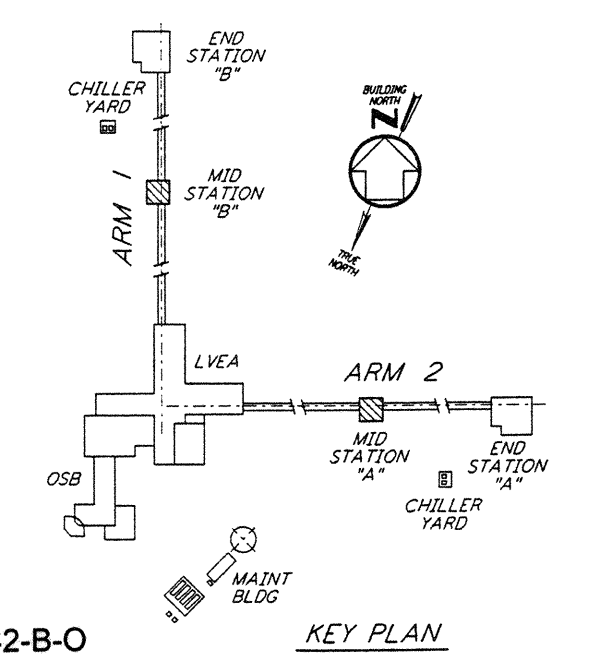 END
STATION
"B"
CHILLER
YARD
BUILDING
NORTH
N
MID
STATION
"B"
ARM 1
TRUE
NORTH
LVEA
ARM 2
MID
STATION
"A"
END
STATION
"A"
OSB
CHILLER
YARD
MAINT
BLDG
2-B-O
KEY PLAN